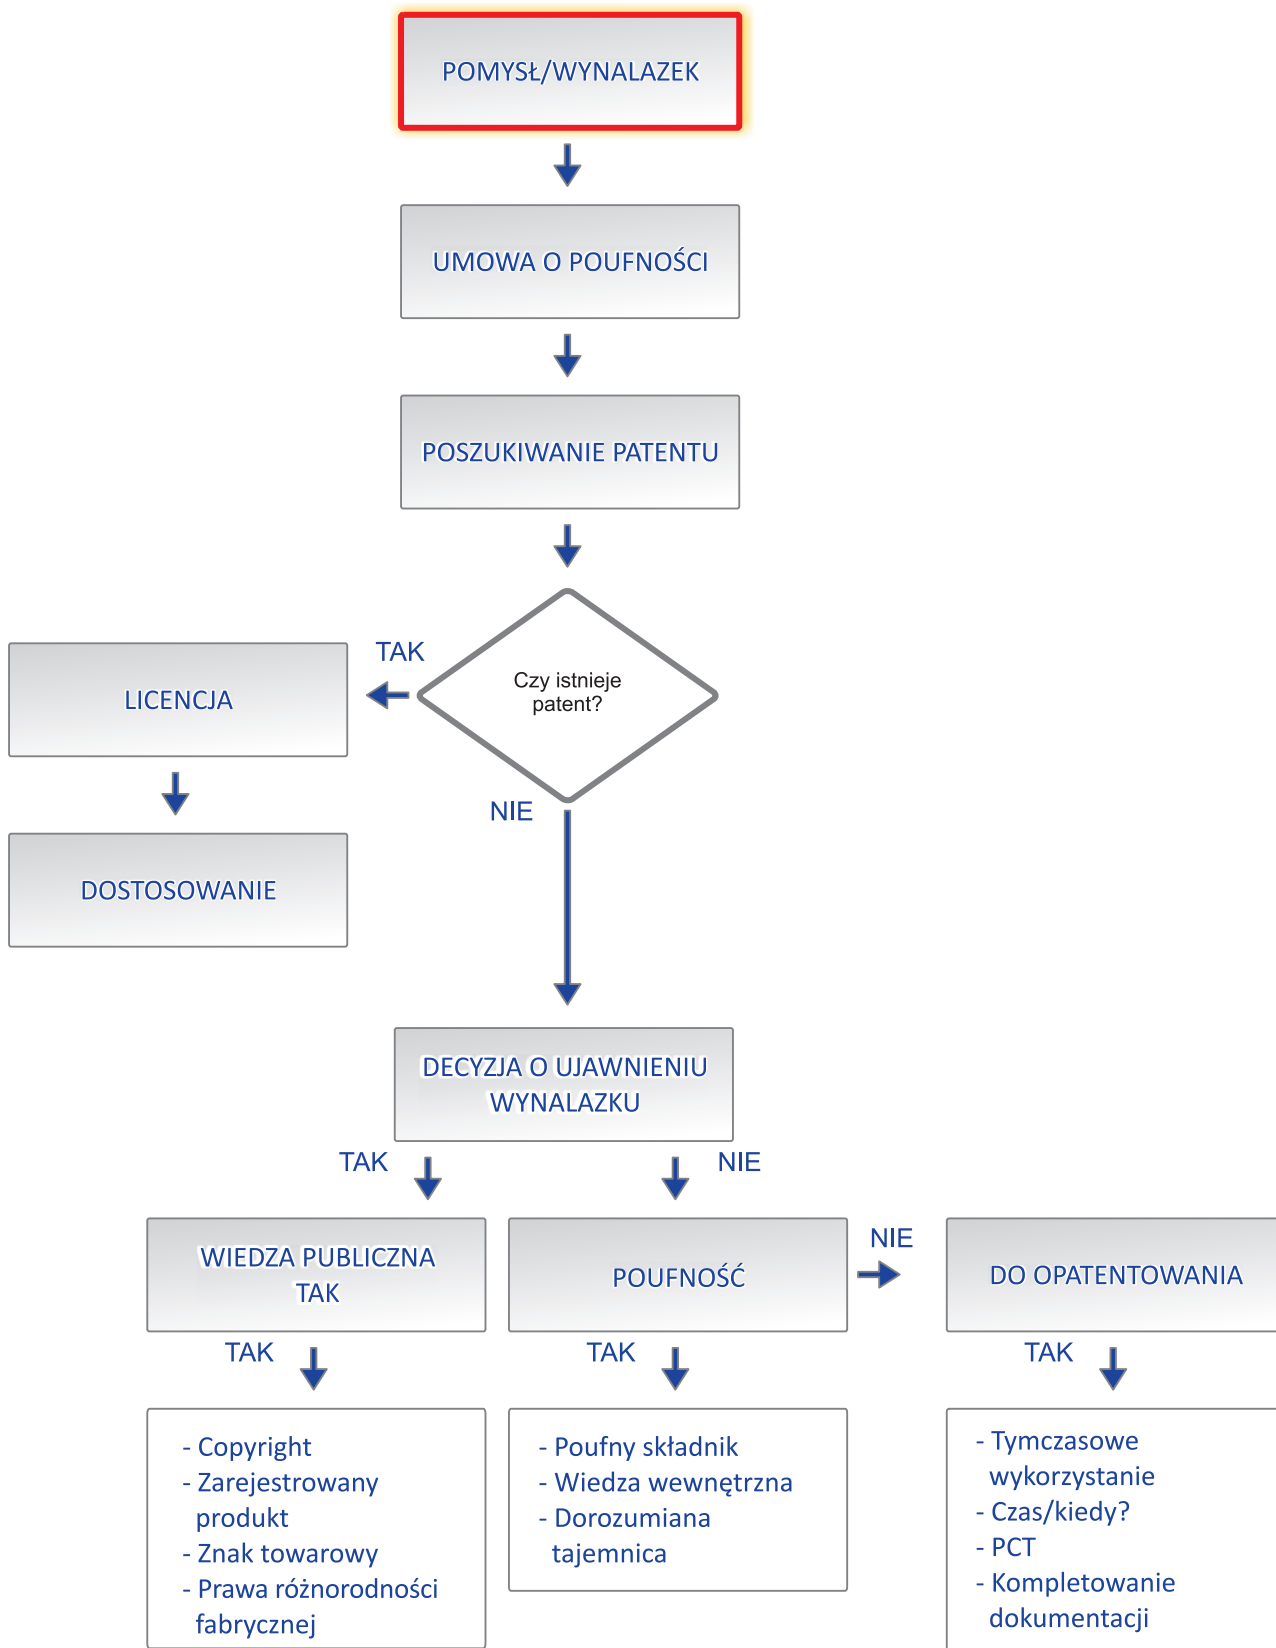 POMYSŁ/WYNALAZEK
UMOWA O POUFNOŚCI
POSZUKIWANIE PATENTU
Czy istnieje
patent?
TAK
LICENCJA
DOSTOSOWANIE
NIE
DECYZJA O UJAWNIENIU
WYNALAZKU
TAK
NIE
WIEDZA PUBLICZNA
TAK
POUFNOŚĆ
NIE
DO OPATENTOWANIA
TAK
- Copyright
- Zarejestrowany
produkt
- Znak towarowy
- Prawa różnorodności
fabrycznej
TAK
- Poufny składnik
- Wiedza wewnętrzna
- Dorozumiana
tajemnica
TAK
- Tymczasowe
wykorzystanie
- Czas/kiedy?
- PCT
- Kompletowanie
dokumentacji